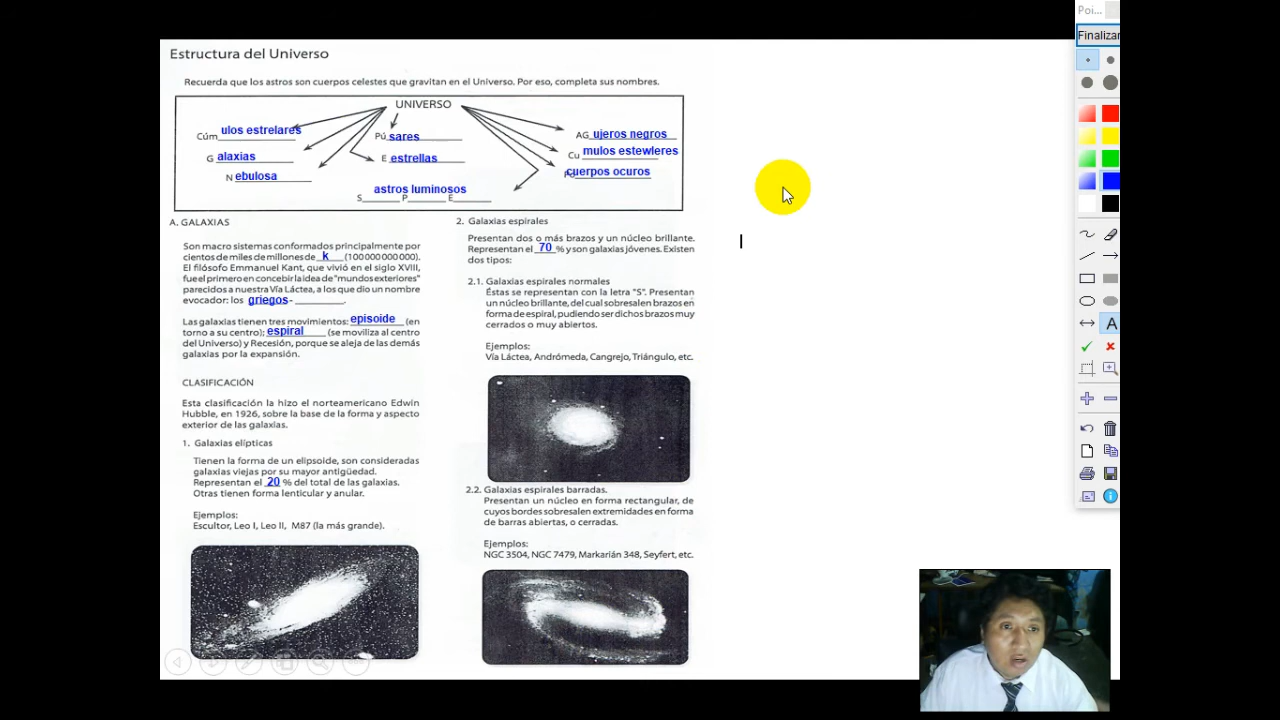 Poi...
Finalizar
Estructura del Universo
Recuerda que los astros son cuerpos celestes que gravitan en el Universo. Por eso, completa sus nombres.
UNIVERSO
Cúm ulos estrelares
Pú sares
AG ujeros negros
G alaxias
E estrellas
Cu mulos estewleres
N ebulosa
cuerpos ocuros
astros luminosos
S______ P______ E______
A. GALAXIAS
Son macro sistemas conformados principalmente por
cientos de miles de millones de k (100 000 000 000).
El filósofo Emmanuel Kant, que vivió en el siglo XVIII,
fue el primero en concebir la idea de "mundos exteriores"
parecidos a nuestra Vía Láctea, a los que dio un nombre
evocador: los griegos- ________.
Las galaxias tienen tres movimientos: episoide (en
torno a su centro); espiral (se moviliza al centro
del Universo) y Recesión, porque se aleja de las demás
galaxias por la expansión.
CLASIFICACIÓN
Esta clasificación la hizo el norteamericano Edwin
Hubble, en 1926, sobre la base de la forma y aspecto
exterior de las galaxias.
1. Galaxias elípticas
Tienen la forma de un elipsoide, son consideradas
galaxias viejas por su mayor antigüedad.
Representan el 20 % del total de las galaxias.
Otras tienen forma lenticular y anular.
Ejemplos:
Escultor, Leo I, Leo II, M87 (la más grande).
2. Galaxias espirales
Presentan dos o más brazos y un núcleo brillante.
Representan el 70 % y son galaxias jóvenes. Existen
dos tipos:
2.1. Galaxias espirales normales
Éstas se representan con la letra "S". Presentan
un núcleo brillante, del cual sobresalen brazos en
forma de espiral, pudiendo ser dichos brazos muy
cerrados o muy abiertos.
Ejemplos:
Vía Láctea, Andrómeda, Cangrejo, Triángulo, etc.
2.2. Galaxias espirales barradas.
Presentan un núcleo en forma rectangular, de
cuyos bordes sobresalen extremidades en forma
de barras abiertas, o cerradas.
Ejemplos:
NGC 3504, NGC 7479, Markarián 348, Seyfert, etc.
A